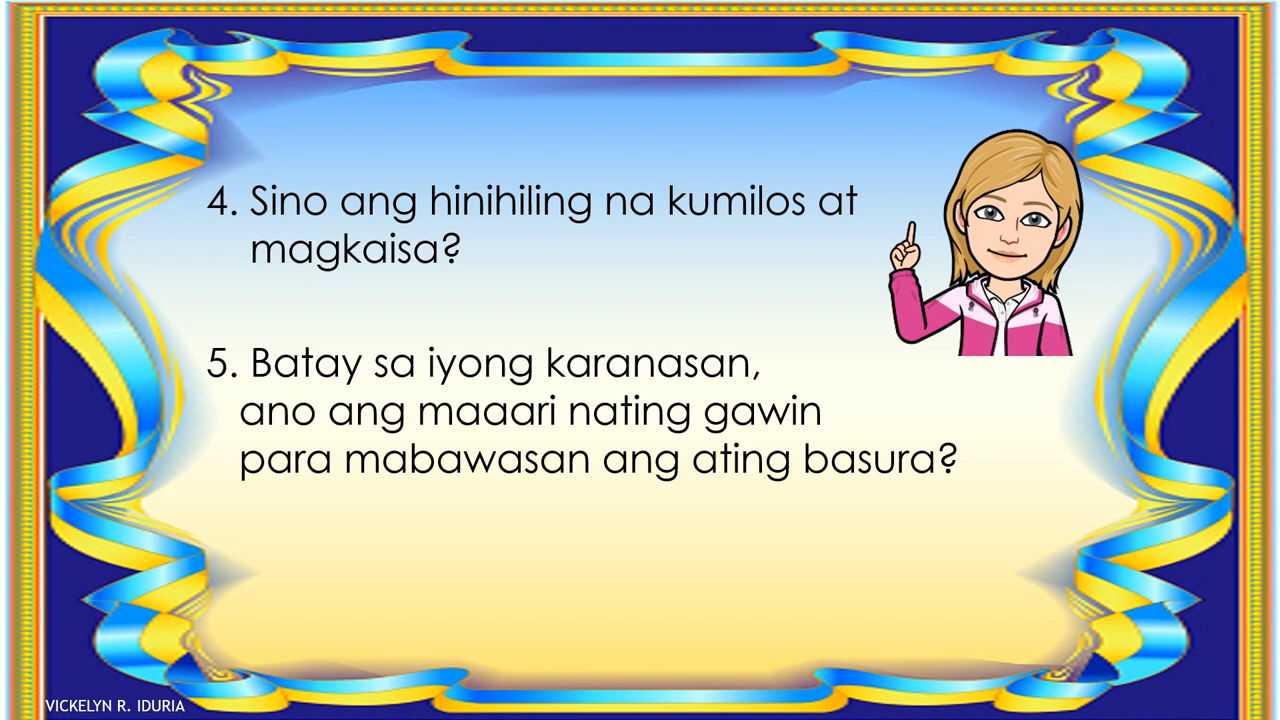 4. Sino ang hinihiling na kumilos at
magkaisa?
5. Batay sa iyong karanasan,
ano ang maaari nating gawin
para mabawasan ang ating basura?
VICKELYN R. IDURIA